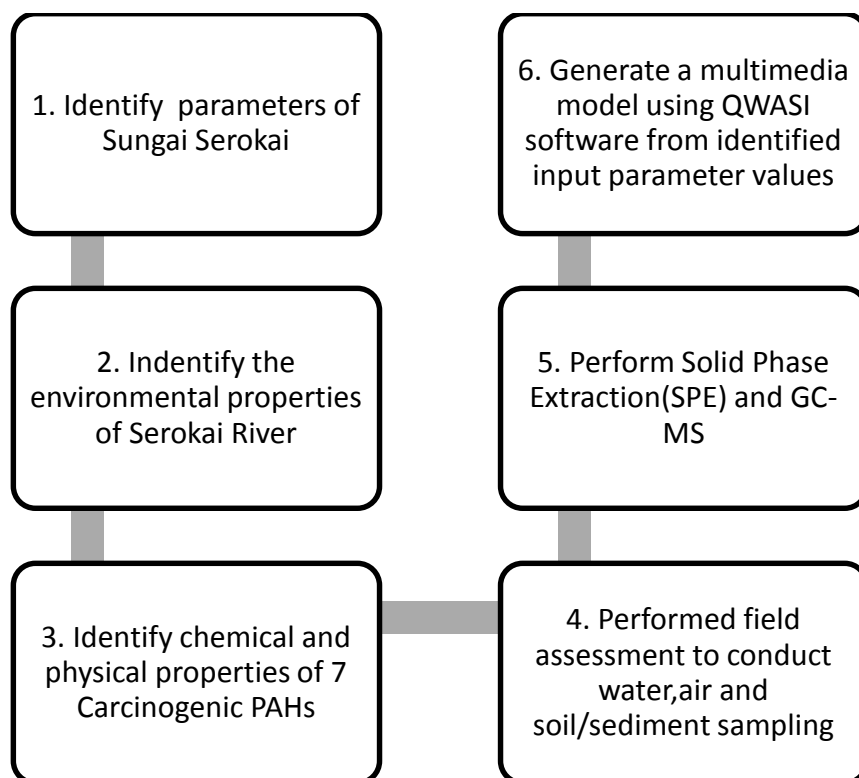 1. Identify parameters of
Sungai Serokai
2. Indentify the
environmental properties
of Serokai River
3. Identify chemical and
physical properties of 7
Carcinogenic PAHs
4. Performed field
assessment to conduct
water,air and
soil/sediment sampling
5. Perform Solid Phase
Extraction(SPE) and GC-
MS
6. Generate a multimedia
model using QWASI
software from identified
input parameter values